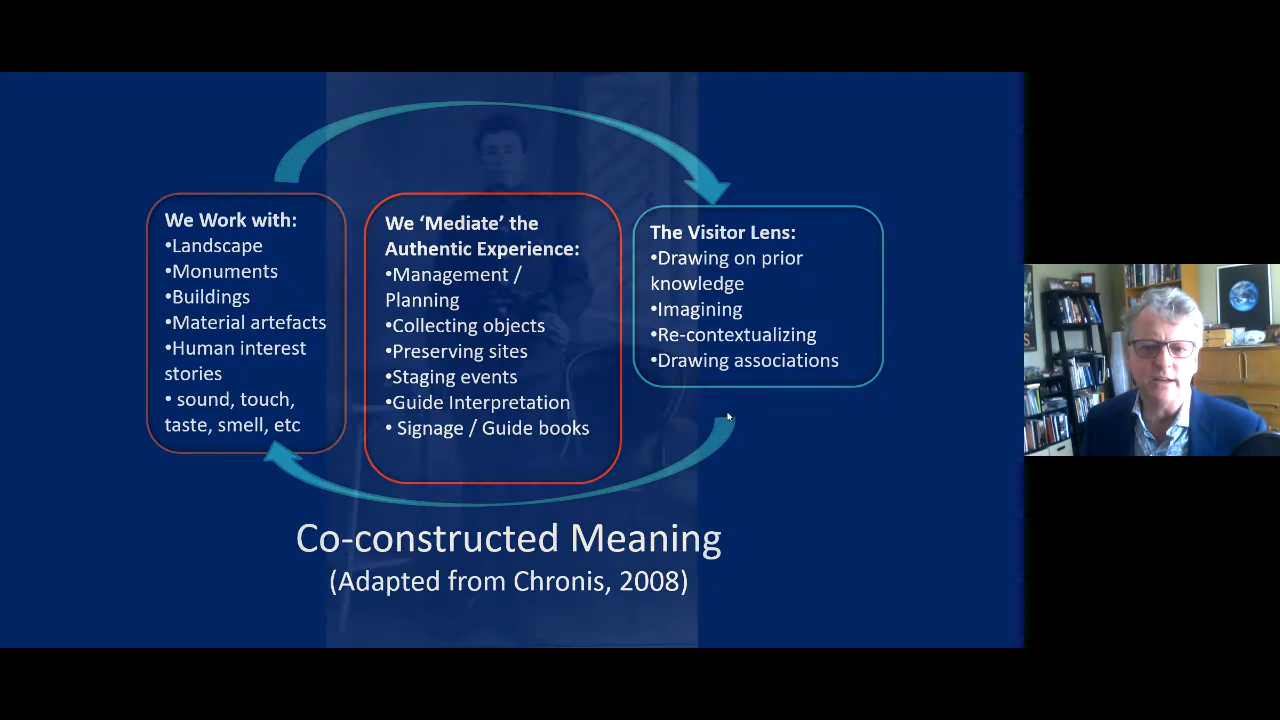 We Work with:
•Landscape
•Monuments
•Buildings
•Material artefacts
•Human interest
stories
• sound, touch,
taste, smell, etc
We ‘Mediate’ the
Authentic Experience:
•Management /
Planning
•Collecting objects
•Preserving sites
•Staging events
•Guide Interpretation
• Signage / Guide books
The Visitor Lens:
•Drawing on prior
knowledge
•Imagining
•Re-contextualizing
•Drawing associations
Co-constructed Meaning
(Adapted from Chronis, 2008)